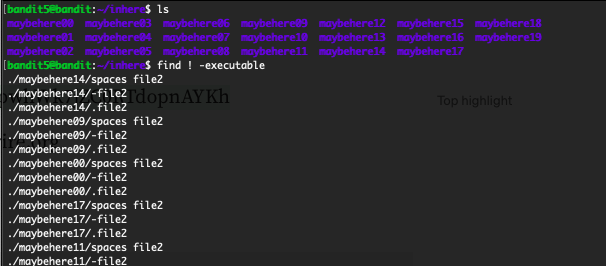 [bandit5@bandit:~/inhere$ ls
maybehere00 maybehere03 maybehere06 maybehere09 maybehere12 maybehere15 maybehere18
maybehere01 maybehere04 maybehere07 maybehere10 maybehere13 maybehere16 maybehere19
maybehere02 maybehere05 maybehere08 maybehere11 maybehere14 maybehere17
[bandit5@bandit:~/inhere$ find ! -executable
./maybehere14/spaces file2
./maybehere14/-file2
./maybehere14/.file2
Top highlight
./maybehere09/spaces file2
./maybehere09/-file2
./maybehere09/.file2
./maybehere00/spaces file2
./maybehere00/-file2
./maybehere00/.file2
./maybehere17/spaces file2
./maybehere17/-file2
./maybehere17/.file2
./maybehere11/spaces file2
./maybehere11/-file2